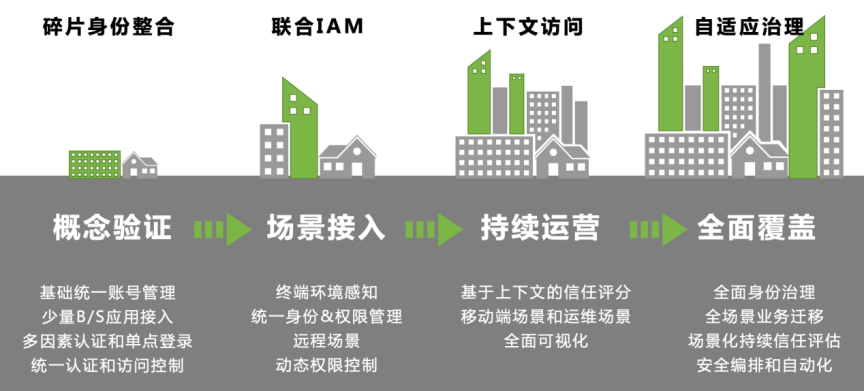 碎片身份整合
联合IAM
上下文访问
自适应治理
概念验证
场景接入
持续运营
全面覆盖
基础统一账号管理
少量B/S应用接入
多因素认证和单点登录
统一认证和访问控制
终端环境感知
统一身份&权限管理
远程场景
动态权限控制
基于上下文的信任评分
移动端场景和运维场景
全面可视化
全面身份治理
全场景业务迁移
场景化持续信任评估
安全编排和自动化